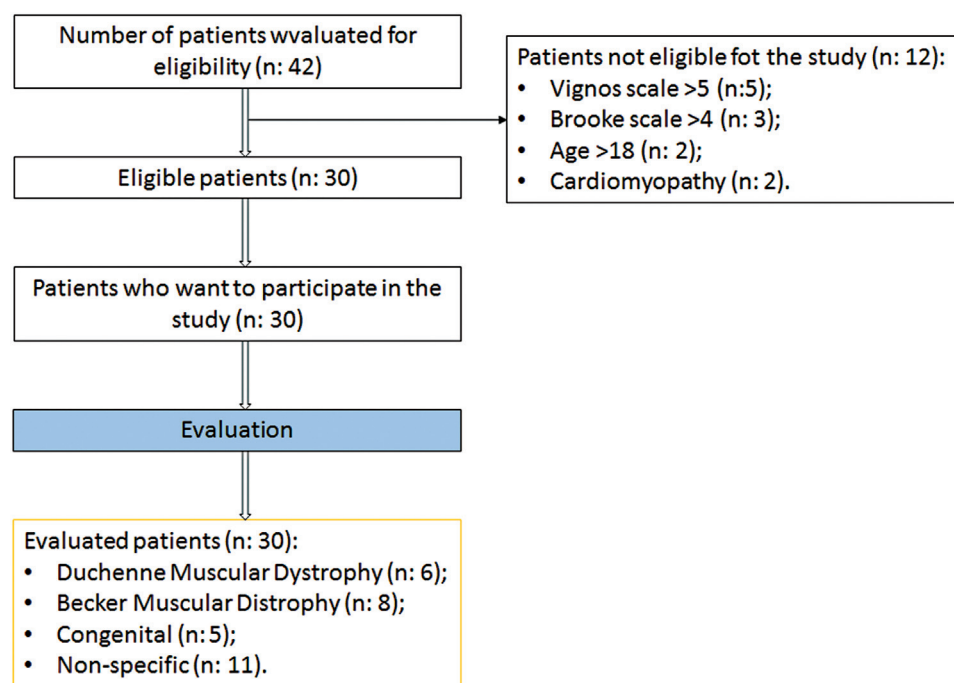 Number of patients wvaluated for
eligibility (n: 42)
Patients not eligible fot the study (n: 12):
• Vignos scale >5 (n:5);
• Brooke scale >4 (n: 3);
• Age >18 (n: 2);
• Cardiomyopathy (n: 2).
Eligible patients (n: 30)
Patients who want to participate in the
study (n: 30)
Evaluation
Evaluated patients (n: 30):
• Duchenne Muscular Dystrophy (n: 6);
• Becker Muscular Distrophy (n: 8);
• Congenital (n: 5);
• Non-specific (n: 11).